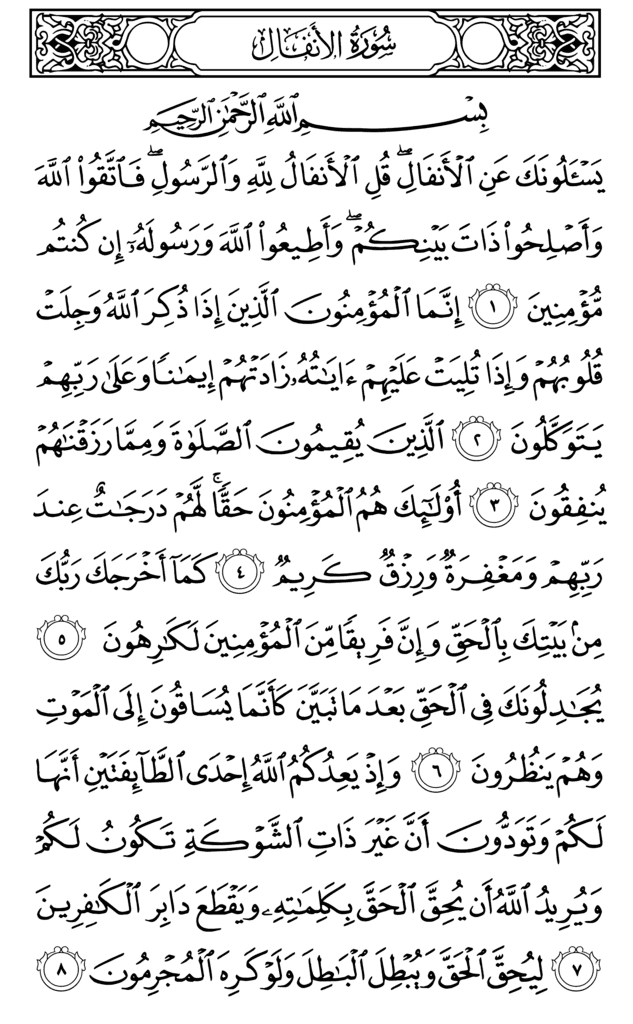 سُورَةُ الأَنفَالِ
بِسْمِ ٱللَّهِ ٱلرَّحْمَٰنِ ٱلرَّحِيمِ
يَسْـَٔلُونَكَ عَنِ ٱلْأَنفَالِۖ قُلِ ٱلْأَنفَالُ لِلَّهِ وَٱلرَّسُولِۖ فَٱتَّقُوا۟ ٱللَّهَ
وَأَصْلِحُوا۟ ذَاتَ بَيْنِكُمْۖ وَأَطِيعُوا۟ ٱللَّهَ وَرَسُولَهُۥٓ إِن كُنتُم
مُّؤْمِنِينَ ١ إِنَّمَا ٱلْمُؤْمِنُونَ ٱلَّذِينَ إِذَا ذُكِرَ ٱللَّهُ وَجِلَتْ
قُلُوبُهُمْ وَإِذَا تُلِيَتْ عَلَيْهِمْ ءَايَٰتُهُۥ زَادَتْهُمْ إِيمَٰنًا وَعَلَىٰ رَبِّهِمْ
يَتَوَكَّلُونَ ٢ ٱلَّذِينَ يُقِيمُونَ ٱلصَّلَوٰةَ وَمِمَّا رَزَقْنَٰهُمْ
يُنفِقُونَ ٣ أُو۟لَٰٓئِكَ هُمُ ٱلْمُؤْمِنُونَ حَقًّاۚ لَّهُمْ دَرَجَٰتٌ عِندَ
رَبِّهِمْ وَمَغْفِرَةٌ وَرِزْقٌ كَرِيمٌ ٤ كَمَآ أَخْرَجَكَ رَبُّكَ
مِنۢ بَيْتِكَ بِٱلْحَقِّ وَإِنَّ فَرِيقًا مِّنَ ٱلْمُؤْمِنِينَ لَكَٰرِهُونَ ٥
يُجَٰدِلُونَكَ فِى ٱلْحَقِّ بَعْدَ مَا تَبَيَّنَ كَأَنَّمَا يُسَاقُونَ إِلَى ٱلْمَوْتِ
وَهُمْ يَنظُرُونَ ٦ وَإِذْ يَعِدُكُمُ ٱللَّهُ إِحْدَى ٱلطَّآئِفَتَيْنِ أَنَّهَا
لَكُمْ وَتَوَدُّونَ أَنَّ غَيْرَ ذَاتِ ٱلشَّوْكَةِ تَكُونُ لَكُمْ
وَيُرِيدُ ٱللَّهُ أَن يُحِقَّ ٱلْحَقَّ بِكَلِمَٰتِهِۦ وَيَقْطَعَ دَابِرَ ٱلْكَٰفِرِينَ
٧ لِيُحِقَّ ٱلْحَقَّ وَيُبْطِلَ ٱلْبَٰطِلَ وَلَوْ كَرِهَ ٱلْمُجْرِمُونَ ٨